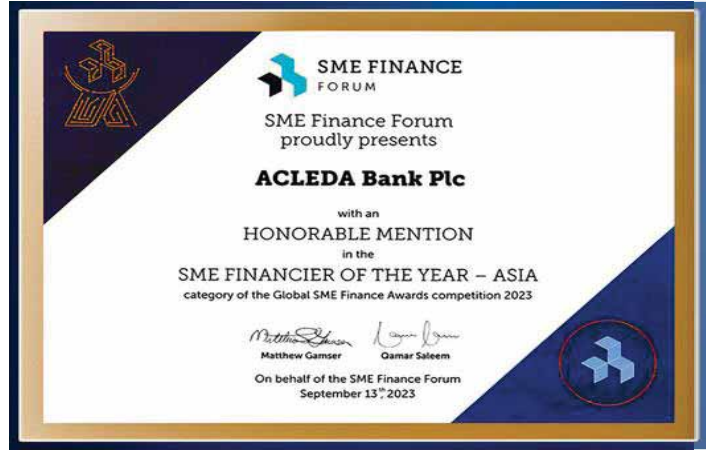 SME FINANCE
FORUM
SME Finance Forum
proudly presents
ACLEDA Bank Plc
with an
HONORABLE MENTION
in the
SME FINANCIER OF THE YEAR – ASIA
category of the Global SME Finance Awards competition 2023
Matthew Gamser Qamar Saleem
On behalf of the SME Finance Forum
September 13th, 2023